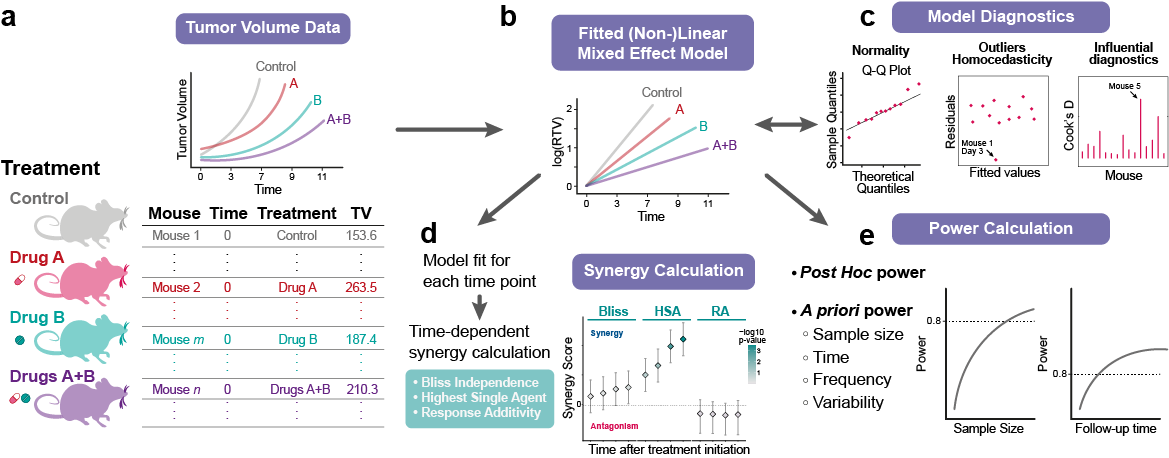 a
Tumor Volume Data
Tumor Volume
Control
A
B
A+B
0
3
7
11
Time
Treatment
Control
Drug A
Drug B
Drugs A+B
Mouse Time Treatment TV
Mouse 1 0 Control 153.6
Mouse 2 0 Drug A 263.5
Mouse m 0 Drug B 187.4
Mouse n 0 Drugs A+B 210.3
b
Fitted (Non-)Linear
Mixed Effect Model
log(RTV)
2
1
0
Control
A
B
A+B
0
3
7
9
11
Time
c
Model Diagnostics
Normality
Q-Q Plot
Sample Quantiles
Theoretical
Quantiles
Outliers
Homocedasticity
Residuals
Mouse 1
Day 3
Fitted values
Influential
diagnostics
Cook's D
Mouse 5
Mouse
d
Model fit for
each time point
Time-dependent
synergy calculation
• Bliss Independence
• Highest Single Agent
• Response Additivity
Synergy Calculation
Bliss HSA RA
Synergy
Synergy Score
0
Antagonism
Time after treatment initiation
−log10
p-value
3
2
1
e
Power Calculation
• Post Hoc power
• A priori power
○ Sample size
○ Time
○ Frequency
○ Variability
Power
0.8
Sample Size
Power
0.8
Follow-up time